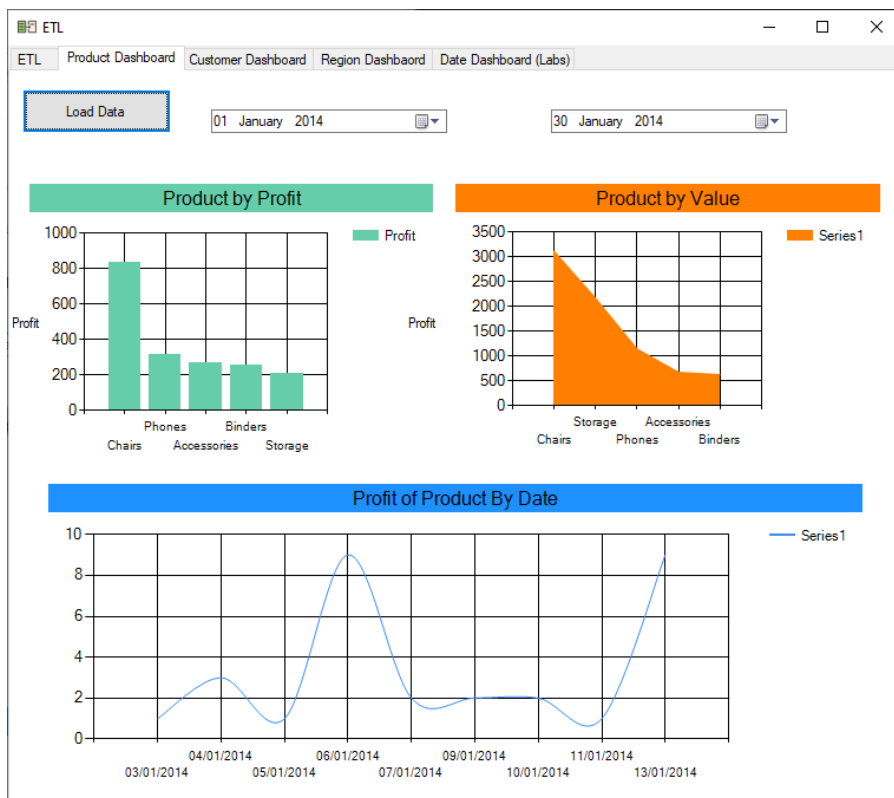 ETL
ETL Product Dashboard Customer Dashboard Region Dashbaord Date Dashboard (Labs)
Load Data
01 January 2014
30 January 2014
Product by Profit
Profit
1000
800
600
400
200
0
Profit
Phones Binders
Chairs Accessories Storage
Product by Value
Series1
3500
3000
2500
2000
1500
1000
500
0
Profit
Storage Accessories
Chairs Phones Binders
Profit of Product By Date
Series1
10
8
6
4
2
0
04/01/2014 06/01/2014 09/01/2014 11/01/2014
03/01/2014 05/01/2014 07/01/2014 10/01/2014 13/01/2014